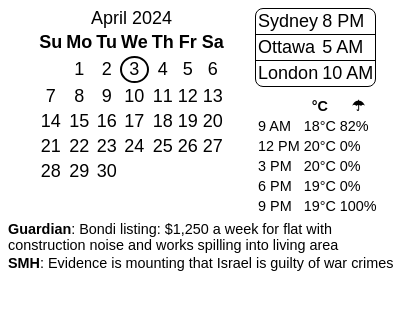 April 2024
Su Mo Tu We Th Fr Sa
1 2 3 4 5 6
7 8 9 10 11 12 13
14 15 16 17 18 19 20
21 22 23 24 25 26 27
28 29 30
Sydney 8 PM
Ottawa 5 AM
London 10 AM
°C ☂
9 AM 18°C 82%
12 PM 20°C 0%
3 PM 20°C 0%
6 PM 19°C 0%
9 PM 19°C 100%
Guardian: Bondi listing: $1,250 a week for flat with
construction noise and works spilling into living area
SMH: Evidence is mounting that Israel is guilty of war crimes